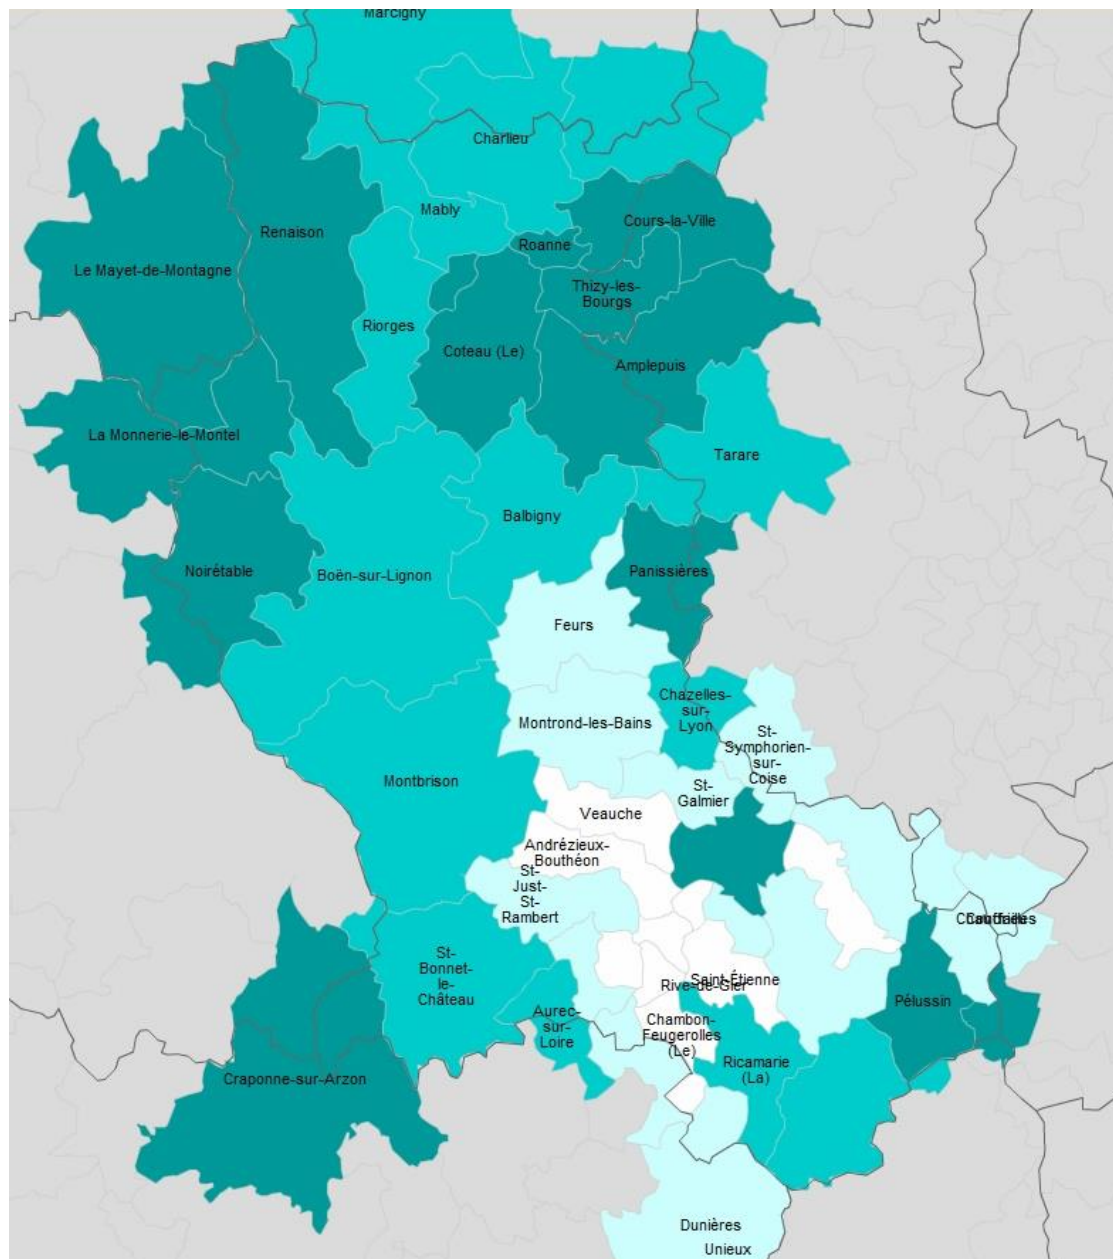 Marcigny
Charlieu
Mably
Cours-la-Ville
Renaison
Roanne
Le Mayet-de-Montagne
Thizy-les-
Bourgs
Riorges
Coteau (Le)
Amplepuis
La Monnerie-le-Montel
Tarare
Balbigny
Noirétable
Boën-sur-Lignon
Panissières
Feurs
Chazelles-
sur-
Lyon
Montrond-les-Bains
St-
Symphorien-
sur-
Coise
Montbrison
St-
Galmier
Veauche
Andrézieux-
Bouthéon
St-
Just-
St-
Rambert
Chauffailles
St-
Bonnet-
le-
Château
Saint-Étienne
Rive-de-Gier
Pélussin
Aurec-
sur-
Loire
Chambon-
Feugerolles
(Le)
Ricamarie
(La)
Craponne-sur-Arzon
Dunières
Unieux